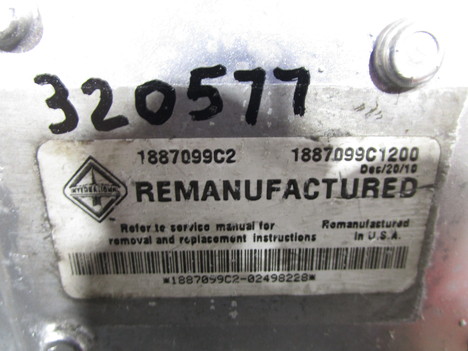 320577
1887099C2 1887099C1200
Dec/20/10
REMANUFACTURED
Refer to service manual for
removal and replacement instructions
Remanufactured
in U.S.A.
*1887099C2-02498228*